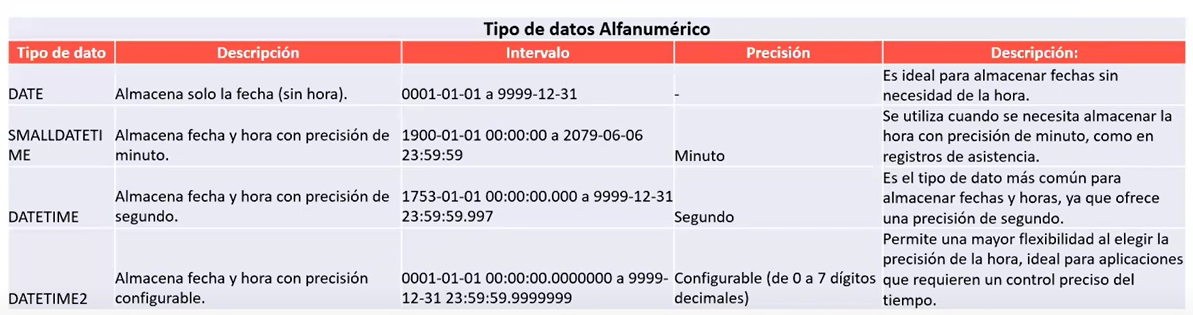 Tipo de datos Alfanumérico
Tipo de dato Descripción Intervalo Precisión Descripción:
DATE Almacena solo la fecha (sin hora). 0001-01-01 a 9999-12-31 - Es ideal para almacenar fechas sin
necesidad de la hora.
SMALLDATETI
ME
Almacena fecha y hora con precisión de
minuto.
1900-01-01 00:00:00 a 2079-06-06
23:59:59
Minuto
Se utiliza cuando se necesita almacenar la
hora con precisión de minuto, como en
registros de asistencia.
DATETIME
Almacena fecha y hora con precisión de
segundo.
1753-01-01 00:00:00.000 a 9999-12-31
23:59:59.997
Segundo
Es el tipo de dato más común para
almacenar fechas y horas, ya que ofrece
una precisión de segundo.
DATETIME2
Almacena fecha y hora con precisión
configurable.
0001-01-01 00:00:00.0000000 a 9999-
12-31 23:59:59.9999999
Configurable (de 0 a 7 dígitos
decimales)
Permite una mayor flexibilidad al elegir la
precisión de la hora, ideal para aplicaciones
que requieren un control preciso del
tiempo.